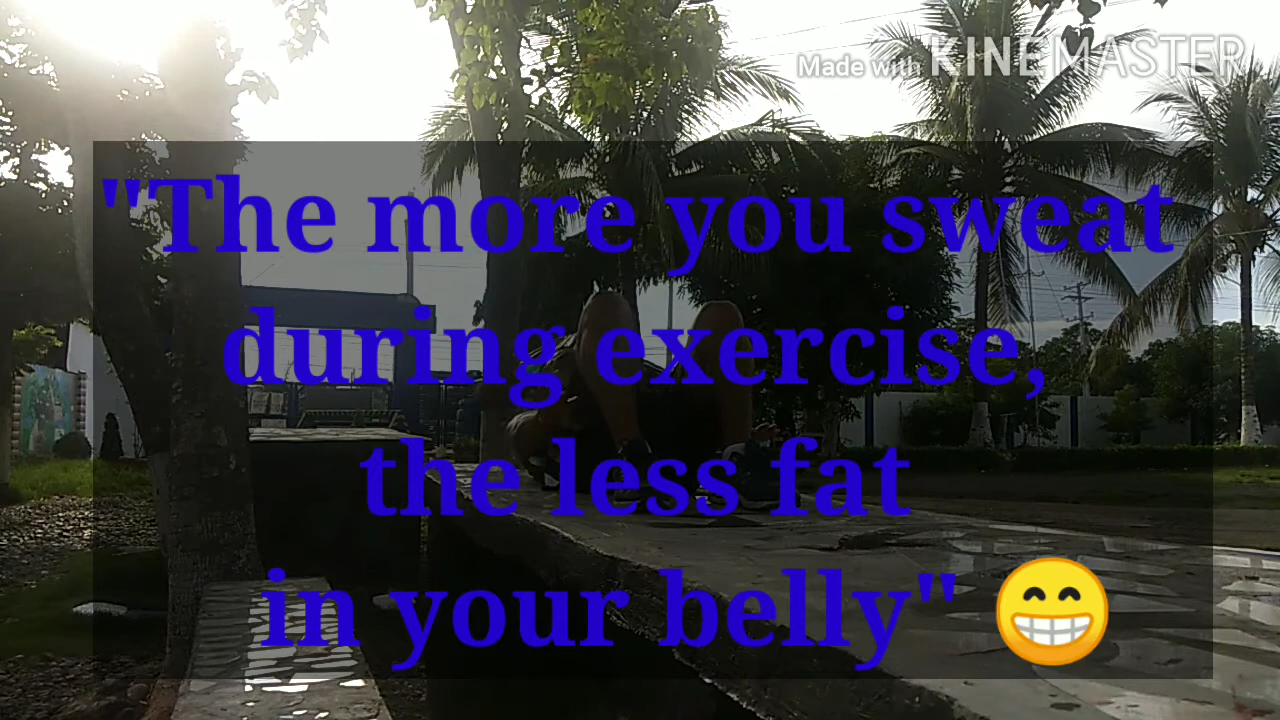 Made with KINEMASTER
"The more you sweat
during exercise,
the less fat
in your belly" 😁